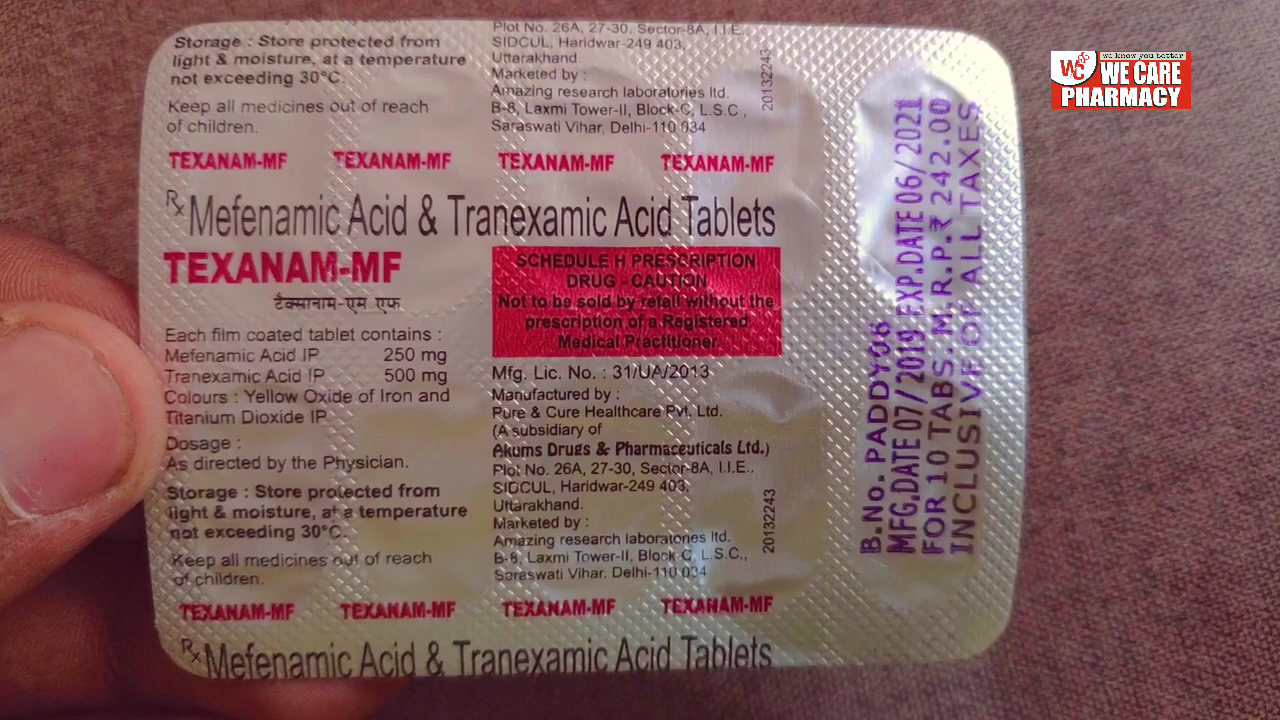 Storage : Store protected from
light & moisture, at a temperature
not exceeding 30°C.
Keep all medicines out of reach
of children.
Plot No. 26A, 27-30, Sector-8A, I.I.E.,
SIDCUL, Haridwar-249 403,
Uttarakhand.
Marketed by :
Amazing research laboratories ltd.
B-8, Laxmi Tower-II, Block-C, L.S.C.,
Saraswati Vihar, Delhi-110 034
20132243
TEXANAM-MF TEXANAM-MF TEXANAM-MF TEXANAM-MF
Rx Mefenamic Acid & Tranexamic Acid Tablets
TEXANAM-MF
टैक्सानाम-एम एफ
Each film coated tablet contains :
Mefenamic Acid IP 250 mg
Tranexamic Acid IP 500 mg
Colours : Yellow Oxide of Iron and
Titanium Dioxide IP
Dosage :
As directed by the Physician.
Storage : Store protected from
light & moisture, at a temperature
not exceeding 30°C.
Keep all medicines out of reach
of children.
SCHEDULE H PRESCRIPTION
DRUG - CAUTION
Not to be sold by retail without the
prescription of a Registered
Medical Practitioner
Mfg. Lic. No. : 31/UA/2013
Manufactured by :
Pure & Cure Healthcare Pvt. Ltd.
(A subsidiary of
Akums Drugs & Pharmaceuticals Ltd.)
Plot No. 26A, 27-30, Sector-8A, I.I.E.,
SIDCUL, Haridwar-249 403,
Uttarakhand.
Marketed by :
Amazing research laboratories ltd.
B-8, Laxmi Tower-II, Block-C, L.S.C.,
Saraswati Vihar, Delhi-110 034
20132243
TEXANAM-MF TEXANAM-MF TEXANAM-MF TEXANAM-MF
Rx Mefenamic Acid & Tranexamic Acid Tablets
B.No. PADDY06
MFG.DATE 07/2019 EXP.DATE 06/2021
FOR 10 TABS. M.R.P.₹ 242.00
INCLUSIVE OF ALL TAXES
we know you better
WC
WE CARE
PHARMACY